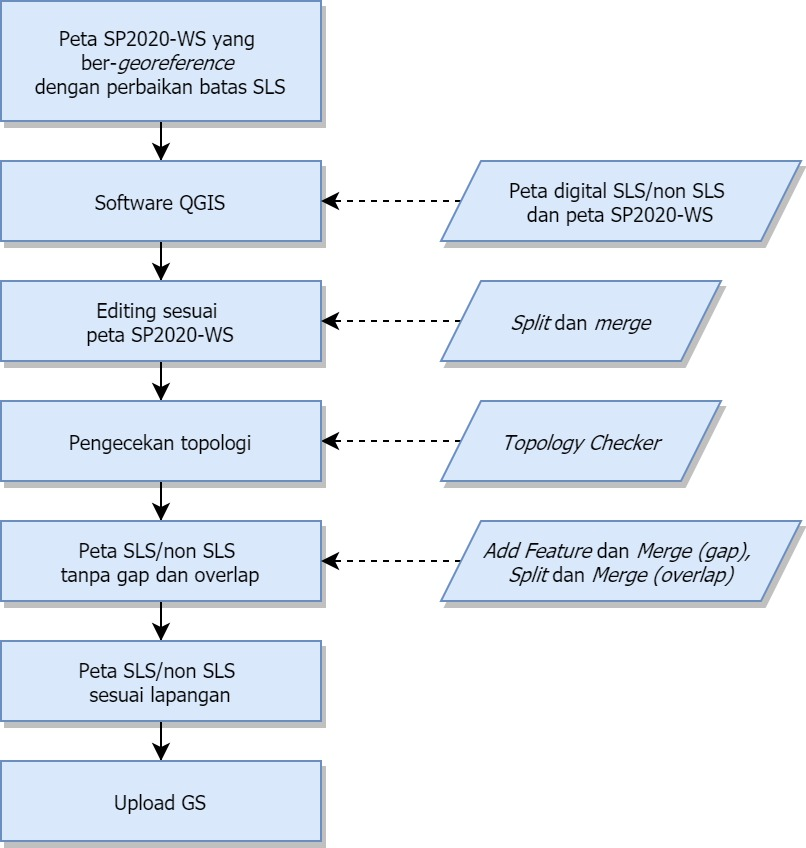 Peta SP2020-WS yang
ber-georeference
dengan perbaikan batas SLS
Software QGIS
Peta digital SLS/non SLS
dan peta SP2020-WS
Editing sesuai
peta SP2020-WS
Split dan merge
Pengecekan topologi
Topology Checker
Peta SLS/non SLS
tanpa gap dan overlap
Add Feature dan Merge (gap),
Split dan Merge (overlap)
Peta SLS/non SLS
sesuai lapangan
Upload GS